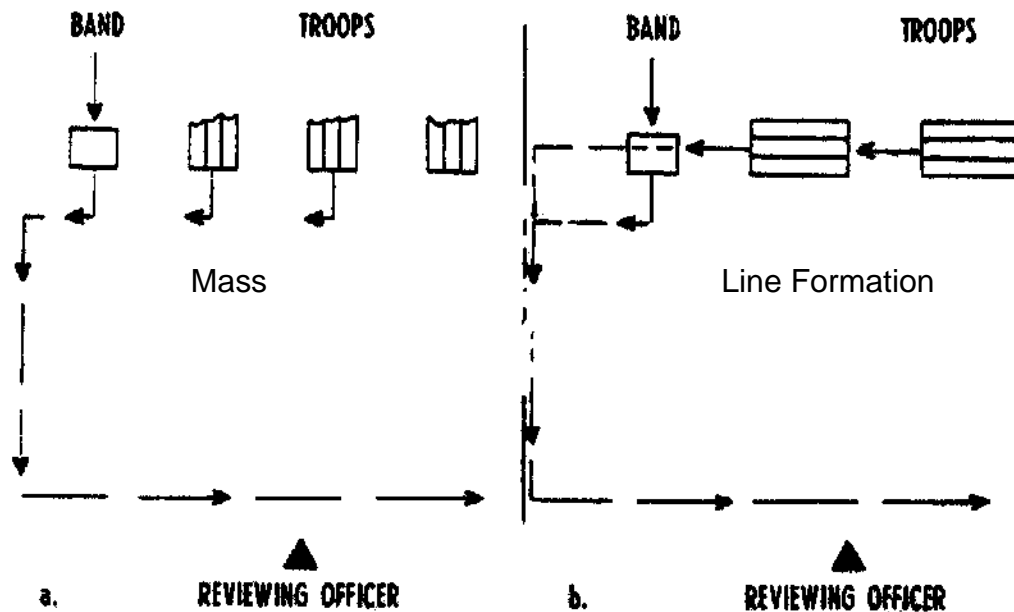 BAND TROOPS
Mass
a. REVIEWING OFFICER
BAND TROOPS
Line Formation
b. REVIEWING OFFICER